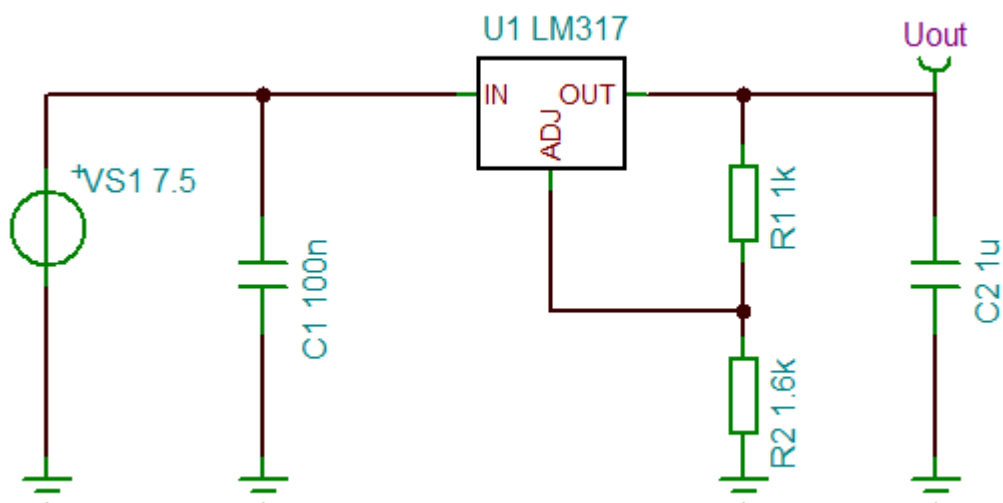 U1 LM317
Uout
IN
OUT
ADJ
+VS1 7.5
C1 100n
R1 1k
R2 1.6k
C2 1u